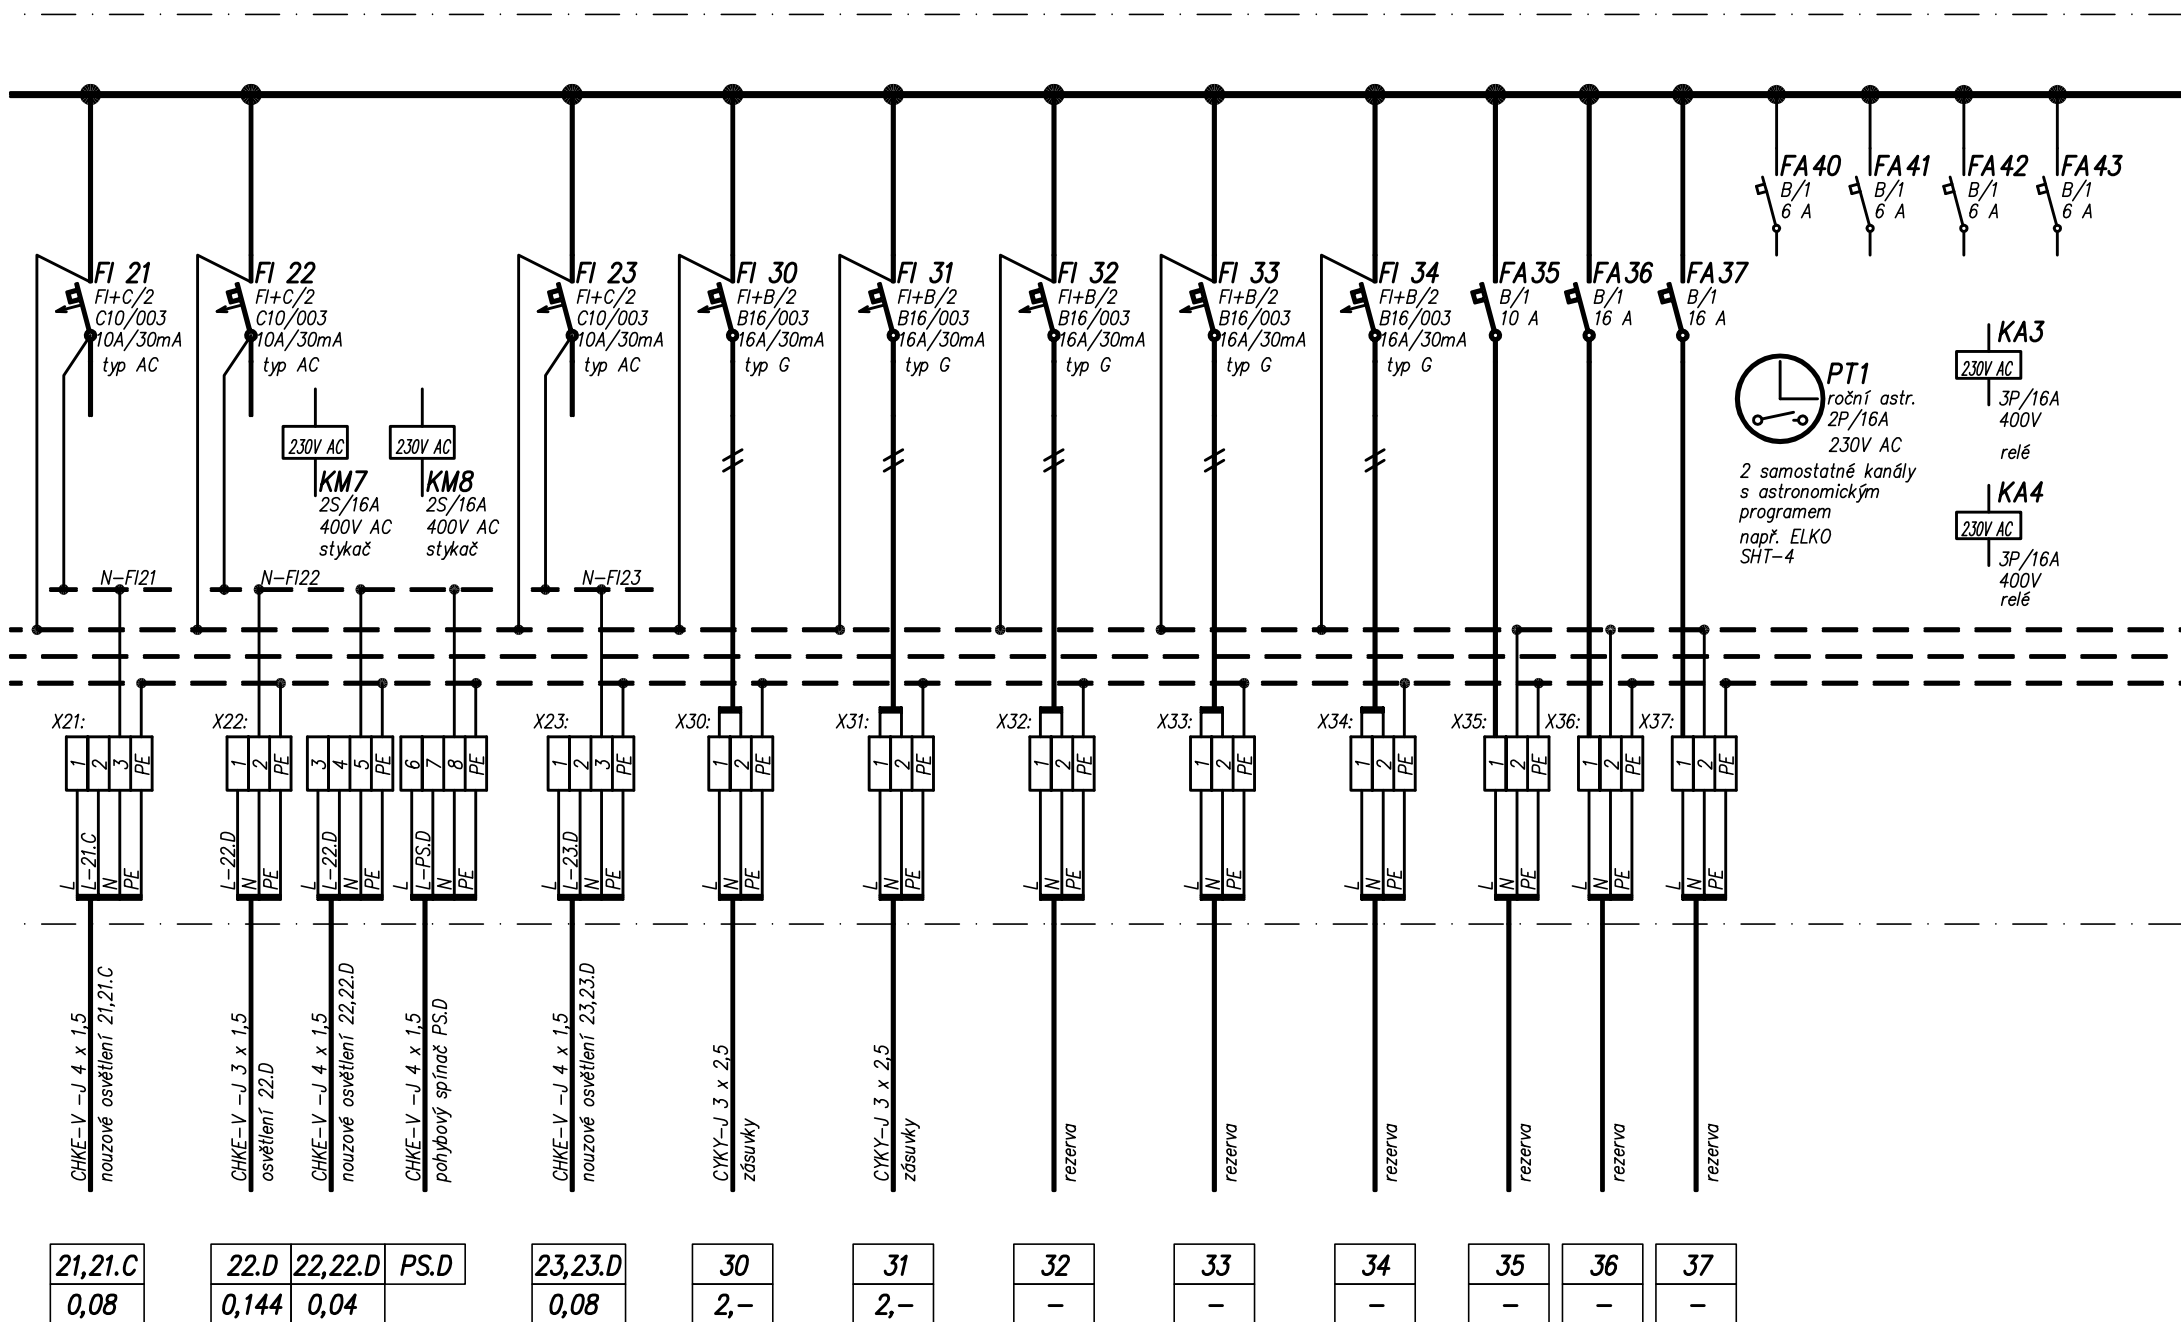 FA40
B/1
6 A
FA41
B/1
6 A
FA42
B/1
6 A
FA43
B/1
6 A
FI 21
FI+C/2
C10/003
10A/30mA
typ AC
FI 22
FI+C/2
C10/003
10A/30mA
typ AC
FI 23
FI+C/2
C10/003
10A/30mA
typ AC
FI 30
FI+B/2
B16/003
16A/30mA
typ G
FI 31
FI+B/2
B16/003
16A/30mA
typ G
FI 32
FI+B/2
B16/003
16A/30mA
typ G
FI 33
FI+B/2
B16/003
16A/30mA
typ G
FI 34
FI+B/2
B16/003
16A/30mA
typ G
FA35
B/1
10 A
FA36
B/1
16 A
FA37
B/1
16 A
230V AC
KM7
2S/16A
400V AC
stykač
230V AC
KM8
2S/16A
400V AC
stykač
PT1
roční astr.
2P/16A
230V AC
2 samostatné kanály
s astronomickým
programem
např. ELKO
SHT-4
KA3
230V AC
3P/16A
400V
relé
KA4
230V AC
3P/16A
400V
relé
N-FI21
N-FI22
N-FI23
X21:
1
2
3
PE
X22:
1
2
PE
3
4
5
PE
6
7
8
PE
X23:
1
2
3
PE
X30:
1
2
PE
X31:
1
2
PE
X32:
1
2
PE
X33:
1
2
PE
X34:
1
2
PE
X35:
1
2
PE
X36:
1
2
PE
X37:
1
2
PE
L
L-21.C
N
PE
L-22.D
N
PE
L
L-22.D
N
PE
L
L-PS.D
N
PE
L
L-23.D
N
PE
L
N
PE
L
N
PE
L
N
PE
L
N
PE
L
N
PE
L
N
PE
L
N
PE
L
N
PE
CHKE-V -J 4 x 1,5
nouzové osvětlení 21,21.C
CHKE-V -J 3 x 1,5
osvětlení 22.D
CHKE-V -J 4 x 1,5
nouzové osvětlení 22,22.D
CHKE-V -J 4 x 1,5
pohybový spínač PS.D
CHKE-V -J 4 x 1,5
nouzové osvětlení 23,23.D
CYKY-J 3 x 2,5
zásuvky
CYKY-J 3 x 2,5
zásuvky
rezerva
rezerva
rezerva
rezerva
rezerva
rezerva
21,21.C 22.D 22,22.D PS.D 23,23.D 30 31 32 33 34 35 36 37
0,08 0,144 0,04 0,08 2,- 2,- - - - - - -